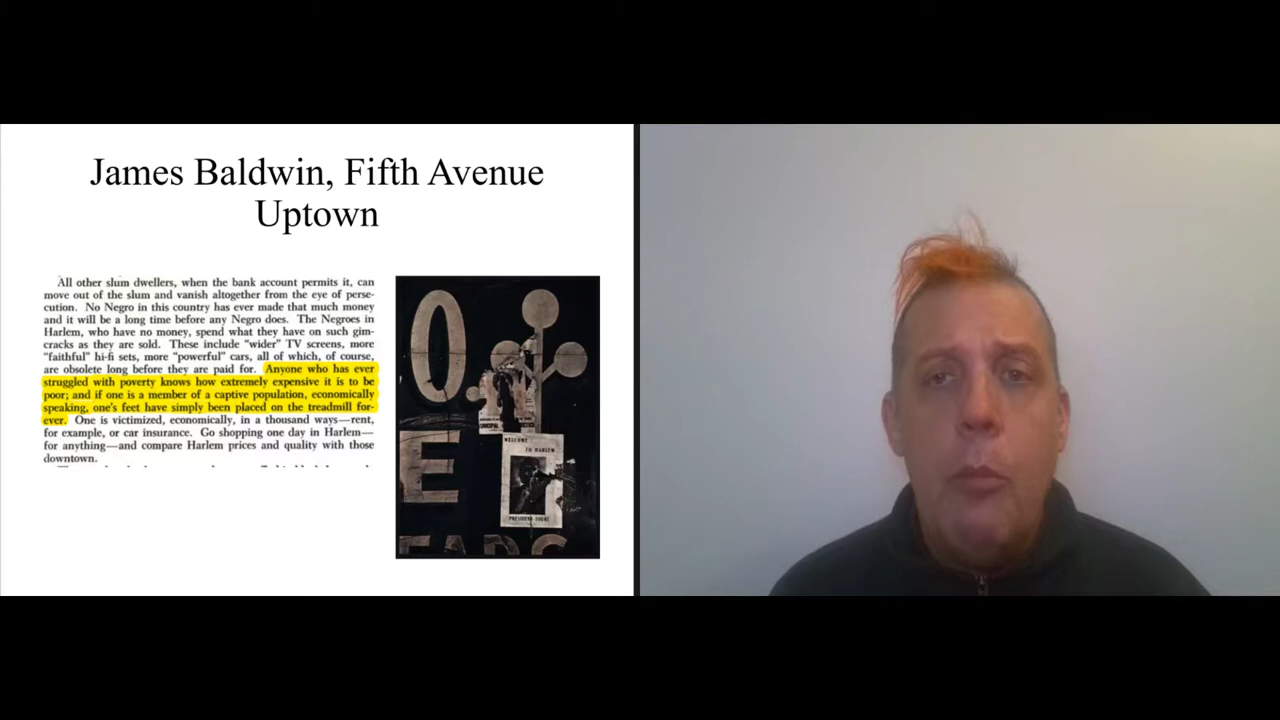 James Baldwin, Fifth Avenue
Uptown
All other slum dwellers, when the bank account permits it, can
move out of the slum and vanish altogether from the eye of perse-
cution. No Negro in this country has ever made that much money
and it will be a long time before any Negro does. The Negroes in
Harlem, who have no money, spend what they have on such gim-
cracks as they are sold. These include "wider" TV screens, more
"faithful" hi-fi sets, more "powerful" cars, all of which, of course,
are obsolete long before they are paid for. Anyone who has ever
struggled with poverty knows how extremely expensive it is to be
poor; and if one is a member of a captive population, economically
speaking, one's feet have simply been placed on the treadmill for-
ever. One is victimized, economically, in a thousand ways—rent,
for example, or car insurance. Go shopping one day in Harlem—
for anything—and compare Harlem prices and quality with those
downtown.
O
E
WELCOME
TO HARLEM